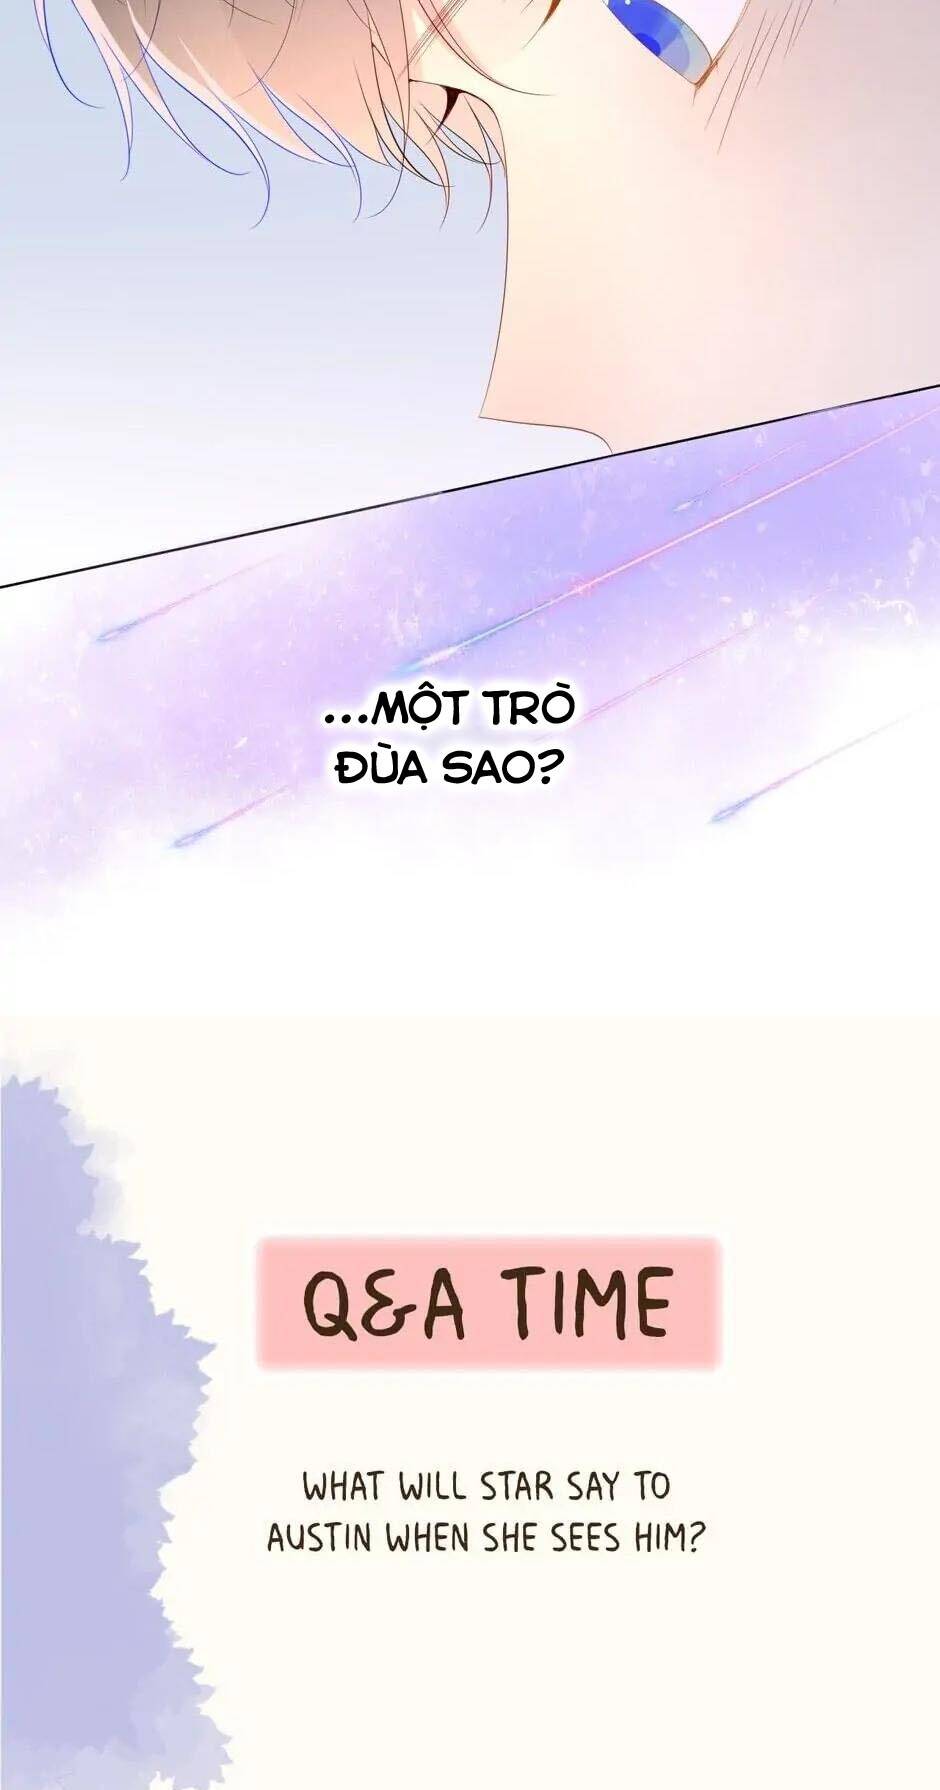 ...MỘT TRÒ
ĐÙA SAO?
Q&A TIME
WHAT WILL STAR SAY TO
AUSTIN WHEN SHE SEES HIM?